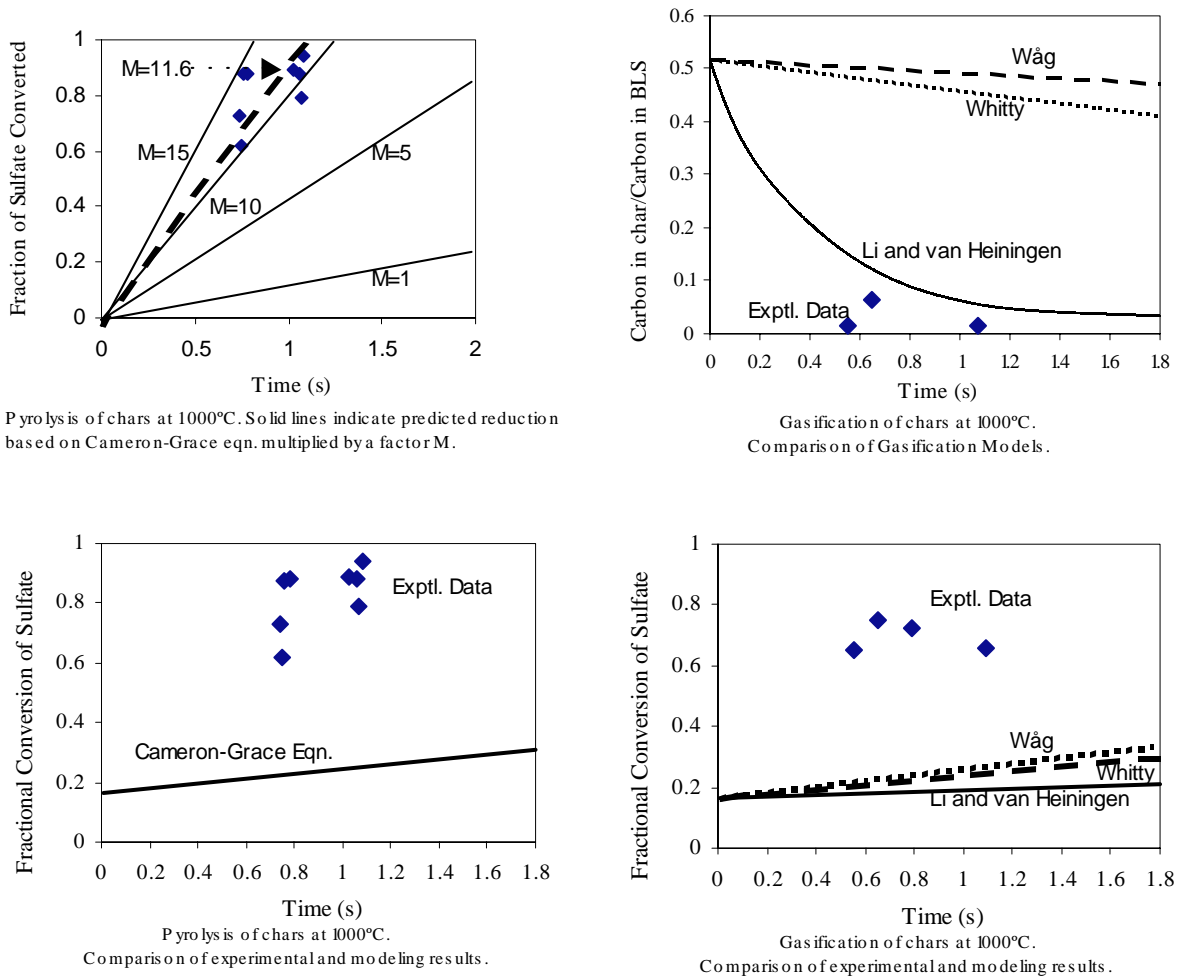 Fraction of Sulfate Converted
1
0.8
0.6
0.4
0.2
0
M=11.6
M=15
M=5
M=10
M=1
0 0.5 1 1.5 2
Time (s)
Pyrolysis of chars at 1000ºC. Solid lines indicate predicted reduction
based on Cameron-Grace eqn. multiplied by a factor M.
Carbon in char/Carbon in BLS
0.6
0.5
0.4
0.3
0.2
0.1
0
Wåg
Whitty
Li and van Heiningen
Exptl. Data
0 0.2 0.4 0.6 0.8 1 1.2 1.4 1.6 1.8
Time (s)
Gasification of chars at 1000ºC.
Comparison of Gasification Models.
Fractional Conversion of Sulfate
1
0.8
0.6
0.4
0.2
0
Exptl. Data
Cameron-Grace Eqn.
0 0.2 0.4 0.6 0.8 1 1.2 1.4 1.6 1.8
Time (s)
Pyrolysis of chars at 1000ºC.
Comparison of experimental and modeling results.
Fractional Conversion of Sulfate
1
0.8
0.6
0.4
0.2
0
Exptl. Data
Wåg
Whitty
Li and van Heiningen
0 0.2 0.4 0.6 0.8 1 1.2 1.4 1.6 1.8
Time (s)
Gasification of chars at 1000ºC.
Comparison of experimental and modeling results.